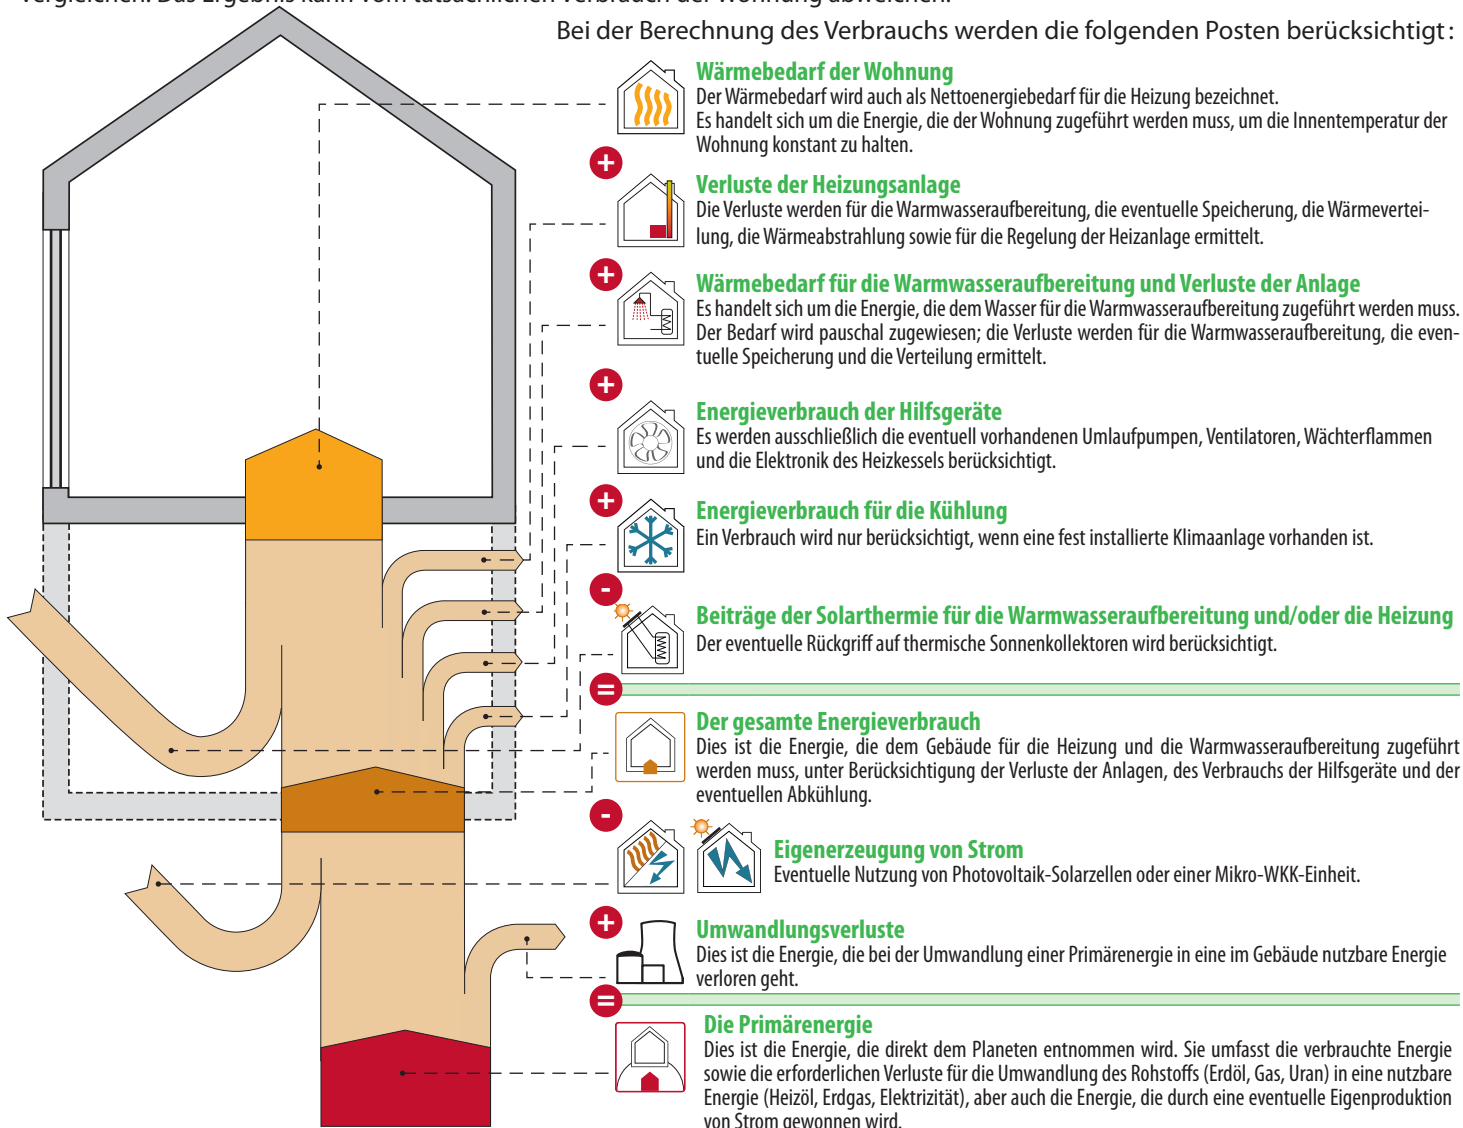 vergleichen. Das Ergebnis kann vom tatsächlichen Verbrauch der Wohnung abweichen.
Bei der Berechnung des Verbrauchs werden die folgenden Posten berücksichtigt :
Wärmebedarf der Wohnung
Der Wärmebedarf wird auch als Nettoenergiebedarf für die Heizung bezeichnet.
Es handelt sich um die Energie, die der Wohnung zugeführt werden muss, um die Innentemperatur der
Wohnung konstant zu halten.
+
Verluste der Heizungsanlage
Die Verluste werden für die Warmwasseraufbereitung, die eventuelle Speicherung, die Wärmevertei-
lung, die Wärmeabstrahlung sowie für die Regelung der Heizanlage ermittelt.
+
Wärmebedarf für die Warmwasseraufbereitung und Verluste der Anlage
Es handelt sich um die Energie, die dem Wasser für die Warmwasseraufbereitung zugeführt werden muss.
Der Bedarf wird pauschal zugewiesen; die Verluste werden für die Warmwasseraufbereitung, die even-
tuelle Speicherung und die Verteilung ermittelt.
+
Energieverbrauch der Hilfsgeräte
Es werden ausschließlich die eventuell vorhandenen Umlaufpumpen, Ventilatoren, Wächterflammen
und die Elektronik des Heizkessels berücksichtigt.
+
Energieverbrauch für die Kühlung
Ein Verbrauch wird nur berücksichtigt, wenn eine fest installierte Klimaanlage vorhanden ist.
-
Beiträge der Solarthermie für die Warmwasseraufbereitung und/oder die Heizung
Der eventuelle Rückgriff auf thermische Sonnenkollektoren wird berücksichtigt.
=
Der gesamte Energieverbrauch
Dies ist die Energie, die dem Gebäude für die Heizung und die Warmwasseraufbereitung zugeführt
werden muss, unter Berücksichtigung der Verluste der Anlagen, des Verbrauchs der Hilfsgeräte und der
eventuellen Abkühlung.
-
Eigenerzeugung von Strom
Eventuelle Nutzung von Photovoltaik-Solarzellen oder einer Mikro-WKK-Einheit.
+
Umwandlungsverluste
Dies ist die Energie, die bei der Umwandlung einer Primärenergie in eine im Gebäude nutzbare Energie
verloren geht.
=
Die Primärenergie
Dies ist die Energie, die direkt dem Planeten entnommen wird. Sie umfasst die verbrauchte Energie
sowie die erforderlichen Verluste für die Umwandlung des Rohstoffs (Erdöl, Gas, Uran) in eine nutzbare
Energie (Heizöl, Erdgas, Elektrizität), aber auch die Energie, die durch eine eventuelle Eigenproduktion
von Strom gewonnen wird.